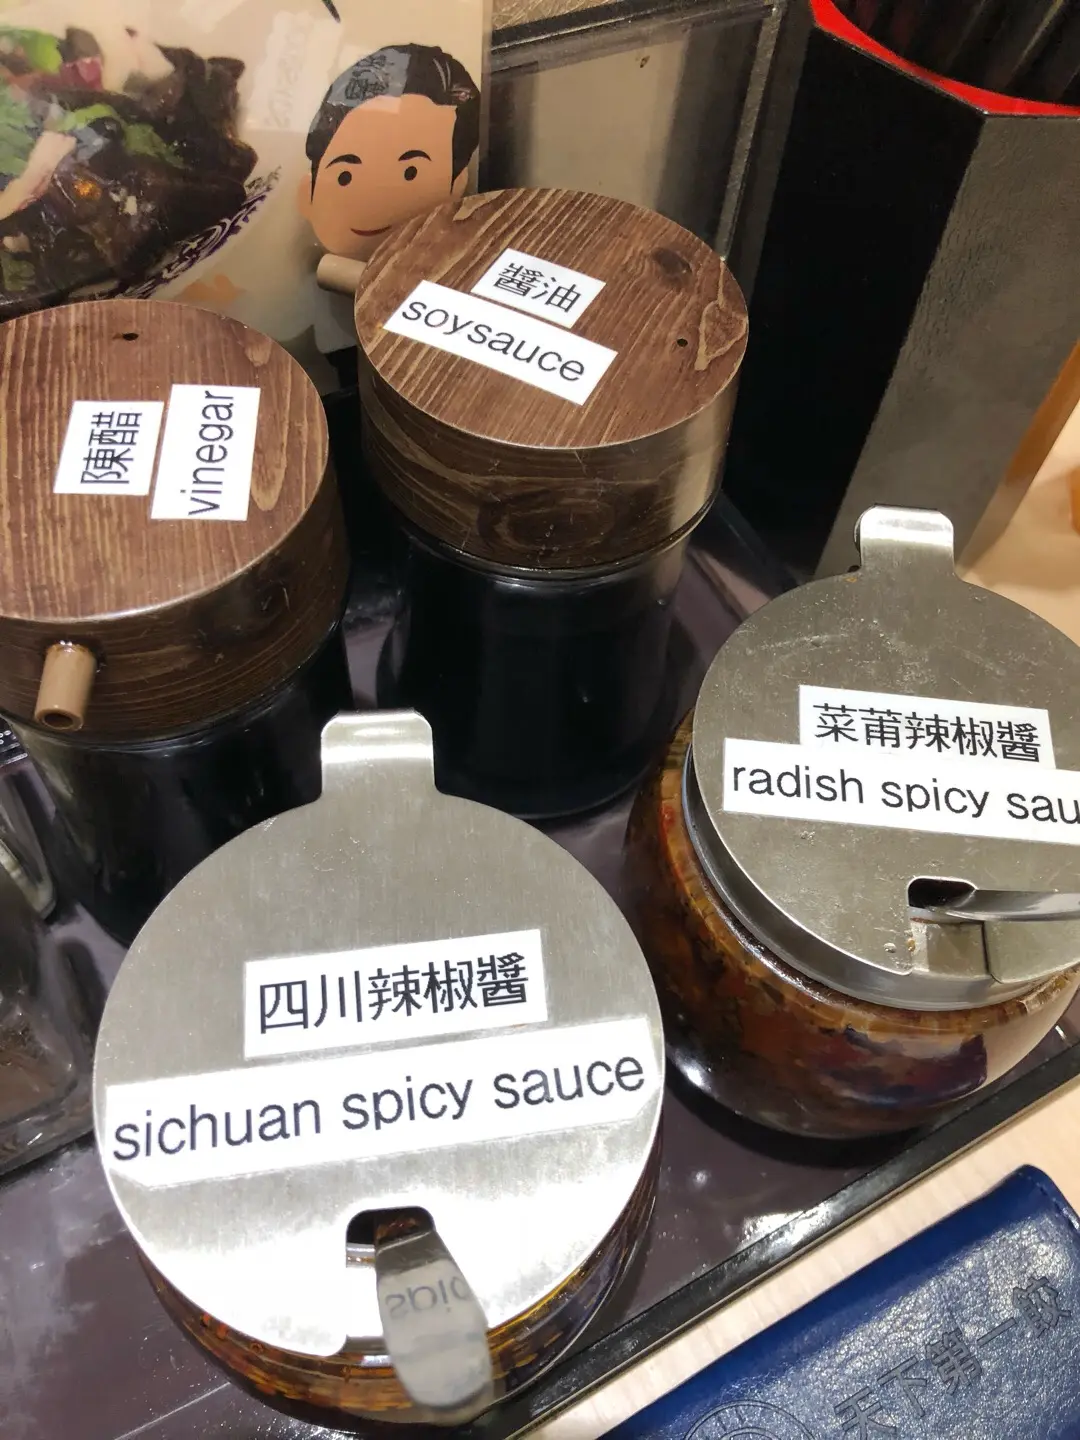 醬油
soysauce
陳醋
vinegar
菜莆辣椒醬
radish spicy sau
四川辣椒醬
sichuan spicy sauce
天下第一餃